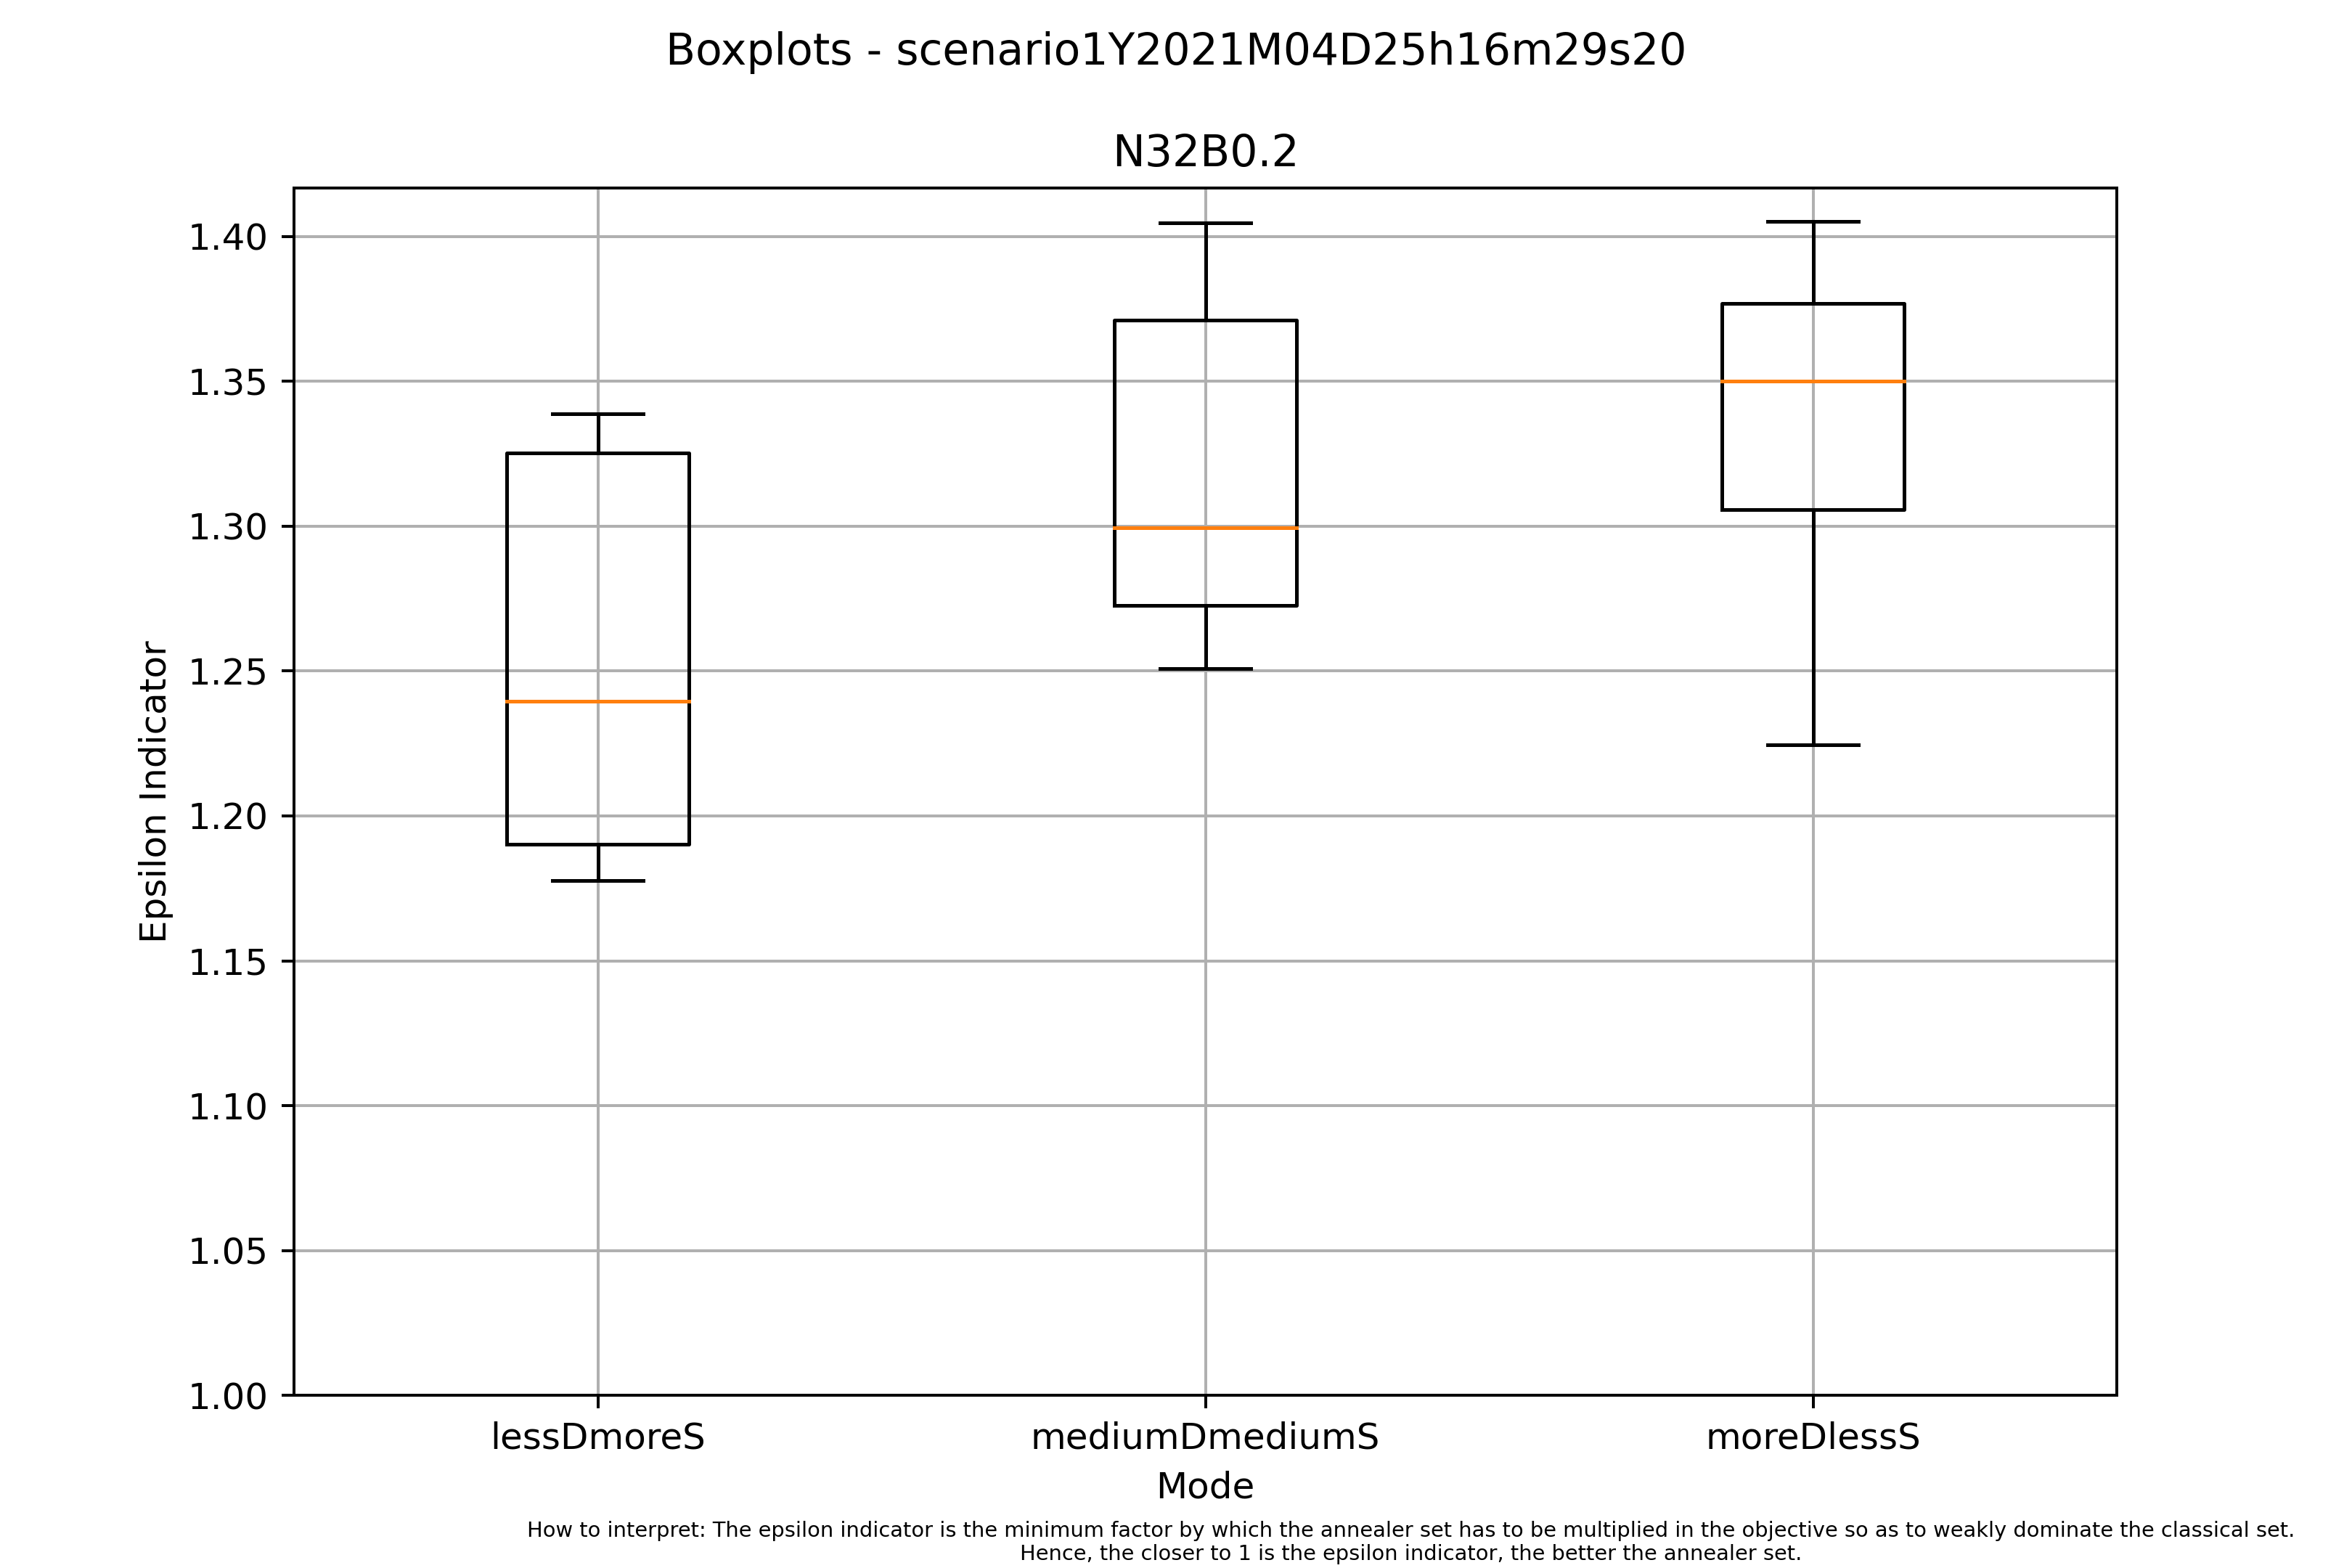 Boxplots - scenario1Y2021M04D25h16m29s20
N32B0.2
Epsilon Indicator
1.40
1.35
1.30
1.25
1.20
1.15
1.10
1.05
1.00
lessDmoreS
mediumDmediumS
moreDlessS
Mode
How to interpret: The epsilon indicator is the minimum factor by which the annealer set has to be multiplied in the objective so as to weakly dominate the classical set.
Hence, the closer to 1 is the epsilon indicator, the better the annealer set.